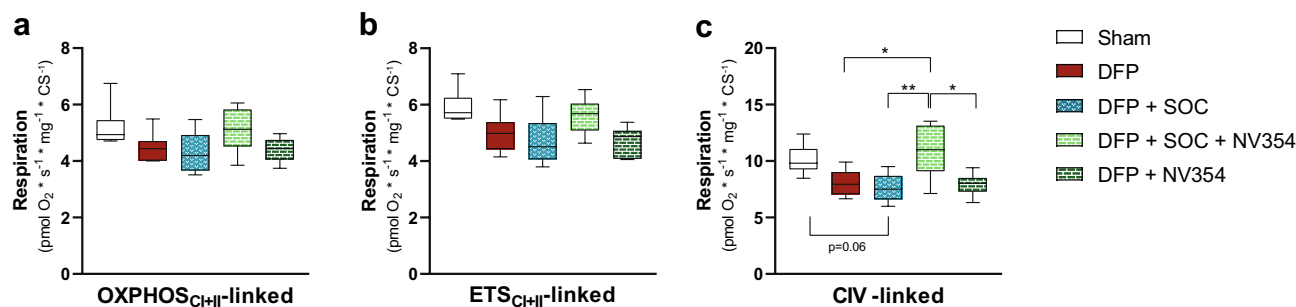 a
8
6
4
2
0
Respiration
(pmol O₂ * s⁻¹ * mg⁻¹ * CS⁻¹)
OXPHOS_CI+II-linked
b
8
6
4
2
0
Respiration
(pmol O₂ * s⁻¹ * mg⁻¹ * CS⁻¹)
ETS_CI+II-linked
c
20
15
10
5
0
Respiration
(pmol O₂ * s⁻¹ * mg⁻¹ * CS⁻¹)
*
** *
p=0.06
CIV -linked
Sham
DFP
DFP + SOC
DFP + SOC + NV354
DFP + NV354